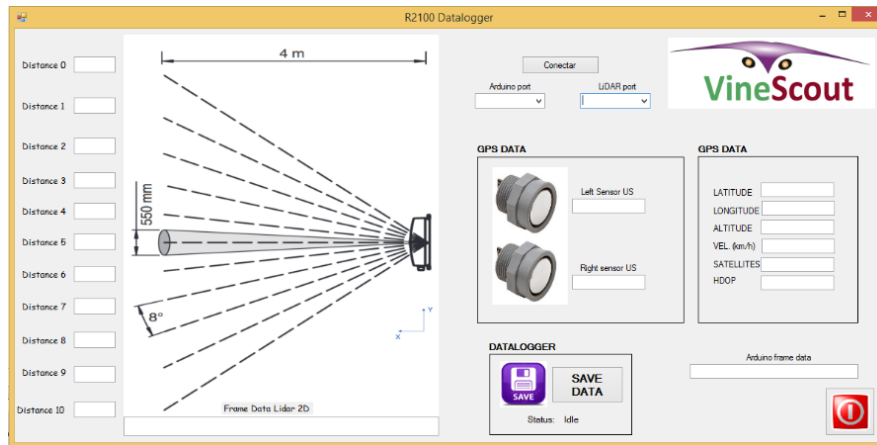 R2100 Datalogger
Distance 0
Distance 1
Distance 2
Distance 3
Distance 4
Distance 5
Distance 6
Distance 7
Distance 8
Distance 9
Distance 10
4 m
550 mm
8°
Y
X
Frame Data Lidar 2D
Conectar
Arduino port
LiDAR port
VineScout
GPS DATA
Left Sensor US
Right sensor US
GPS DATA
LATITUDE
LONGITUDE
ALTITUDE
VEL. (km/h)
SATELLITES
HDOP
DATALOGGER
SAVE
SAVE
DATA
Status: Idle
Arduino frame data